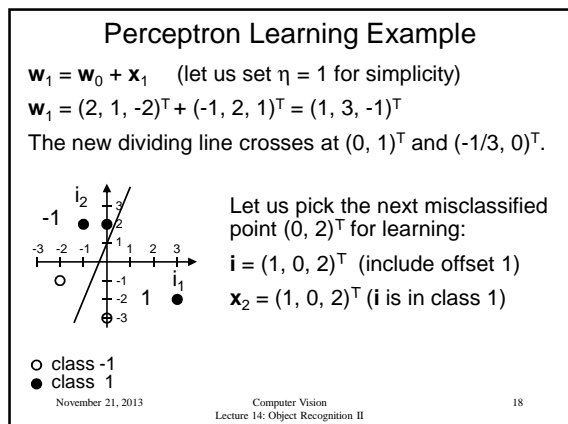 Perceptron Learning Example
w₁ = w₀ + x₁ (let us set η = 1 for simplicity)
w₁ = (2, 1, -2)ᵀ + (-1, 2, 1)ᵀ = (1, 3, -1)ᵀ
The new dividing line crosses at (0, 1)ᵀ and (-1/3, 0)ᵀ.
i₂
3
-1
2
1
-3 -2 -1 1 2 3
-1
i₁
-2
1
-3
Let us pick the next misclassified
point (0, 2)ᵀ for learning:
i = (1, 0, 2)ᵀ (include offset 1)
x₂ = (1, 0, 2)ᵀ (i is in class 1)
class -1
class 1
November 21, 2013
Computer Vision
Lecture 14: Object Recognition II
18